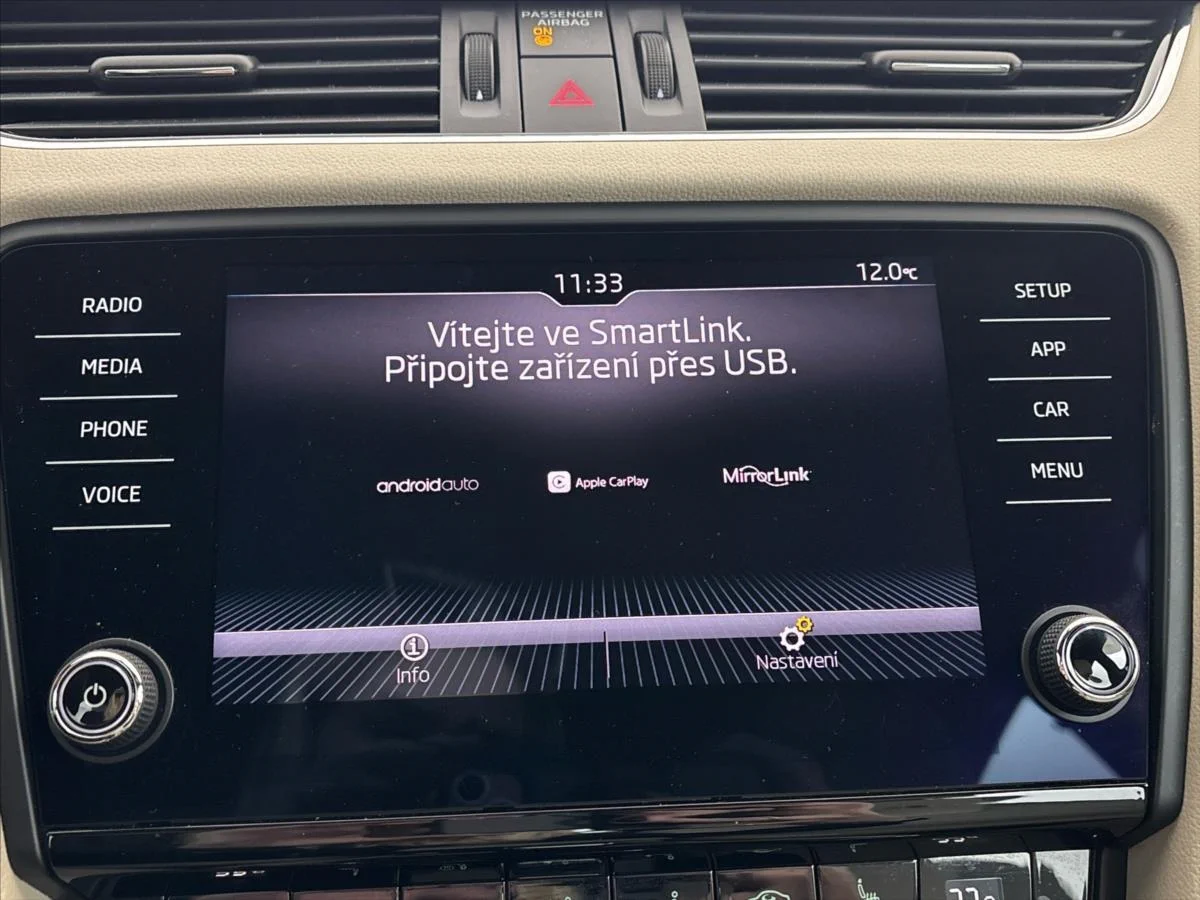 PASSENGER
AIRBAG
ON
11:33
12.0°C
RADIO
MEDIA
PHONE
VOICE
Vítejte ve SmartLink.
Připojte zařízení přes USB.
androidauto
Apple CarPlay
MirrorLink
Info
Nastavení
SETUP
APP
CAR
MENU